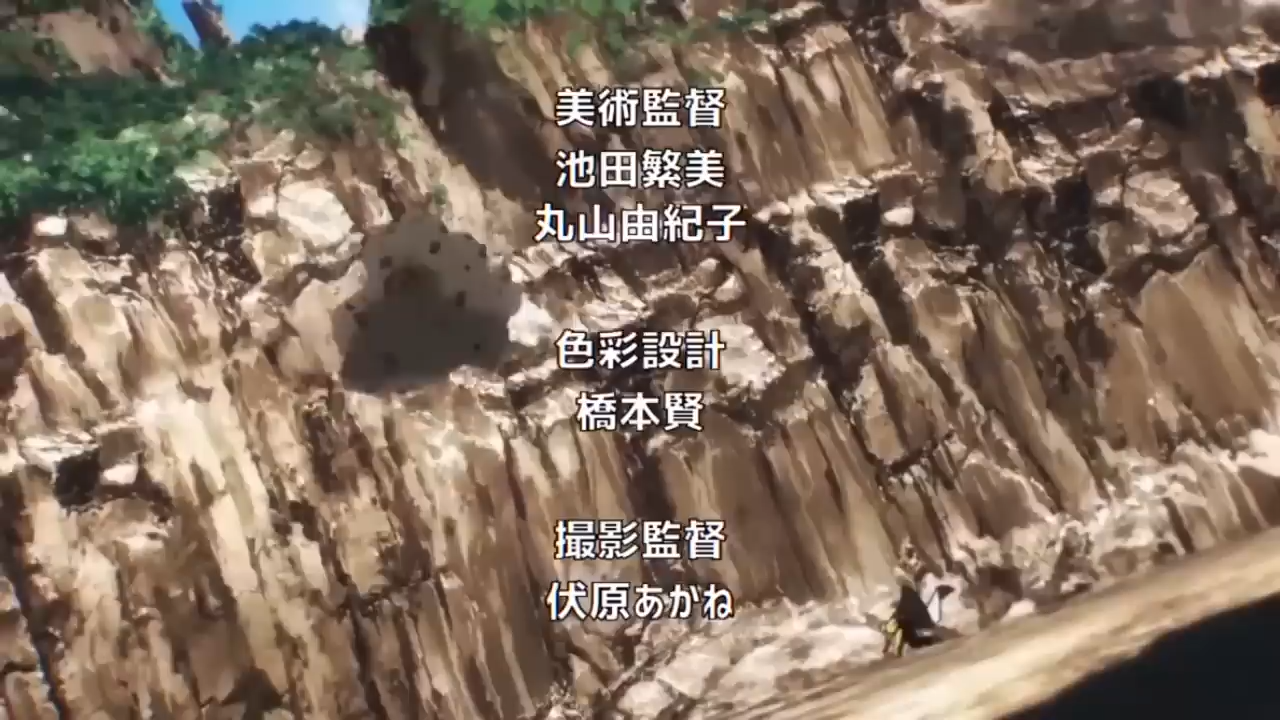 美術監督
池田繁美
丸山由紀子
色彩設計
橋本賢
撮影監督
伏原あかね